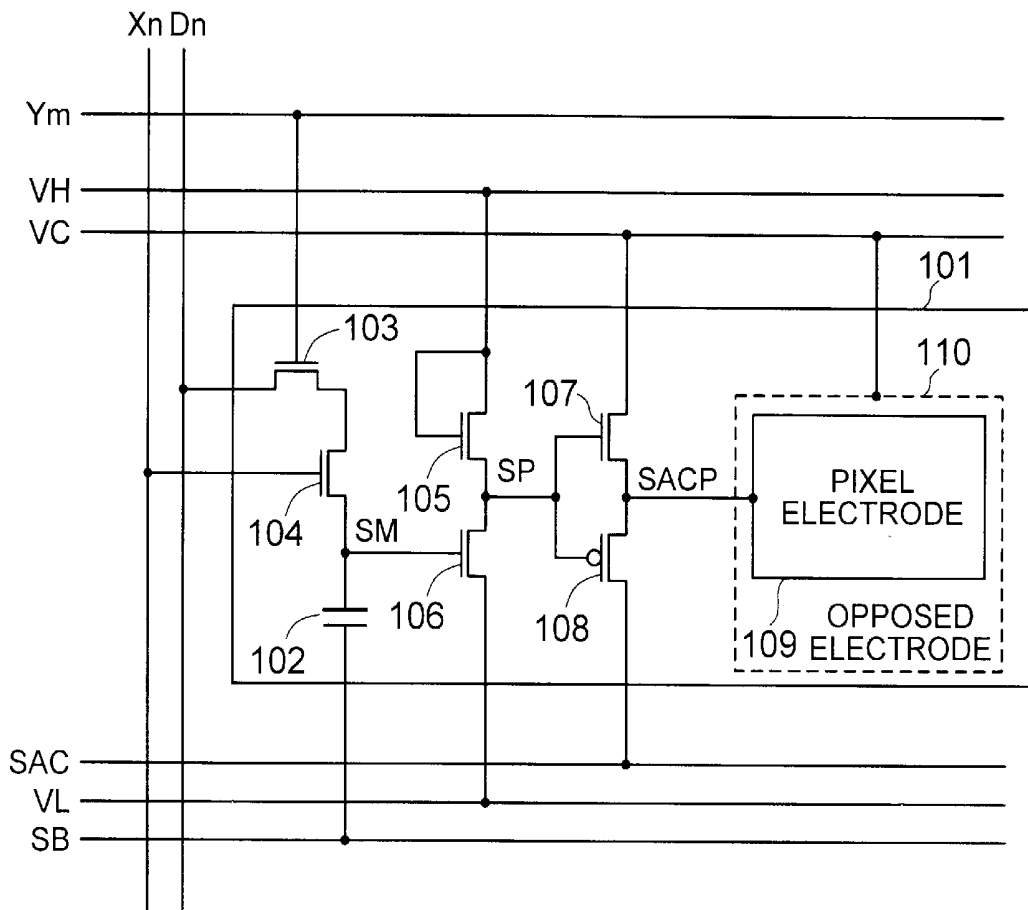 Xn Dn
Ym
VH
VC
101
103
110
107
105
SP
SACP
PIXEL
ELECTRODE
104
SM
106
108
102
109
OPPOSED
ELECTRODE
SAC
VL
SB